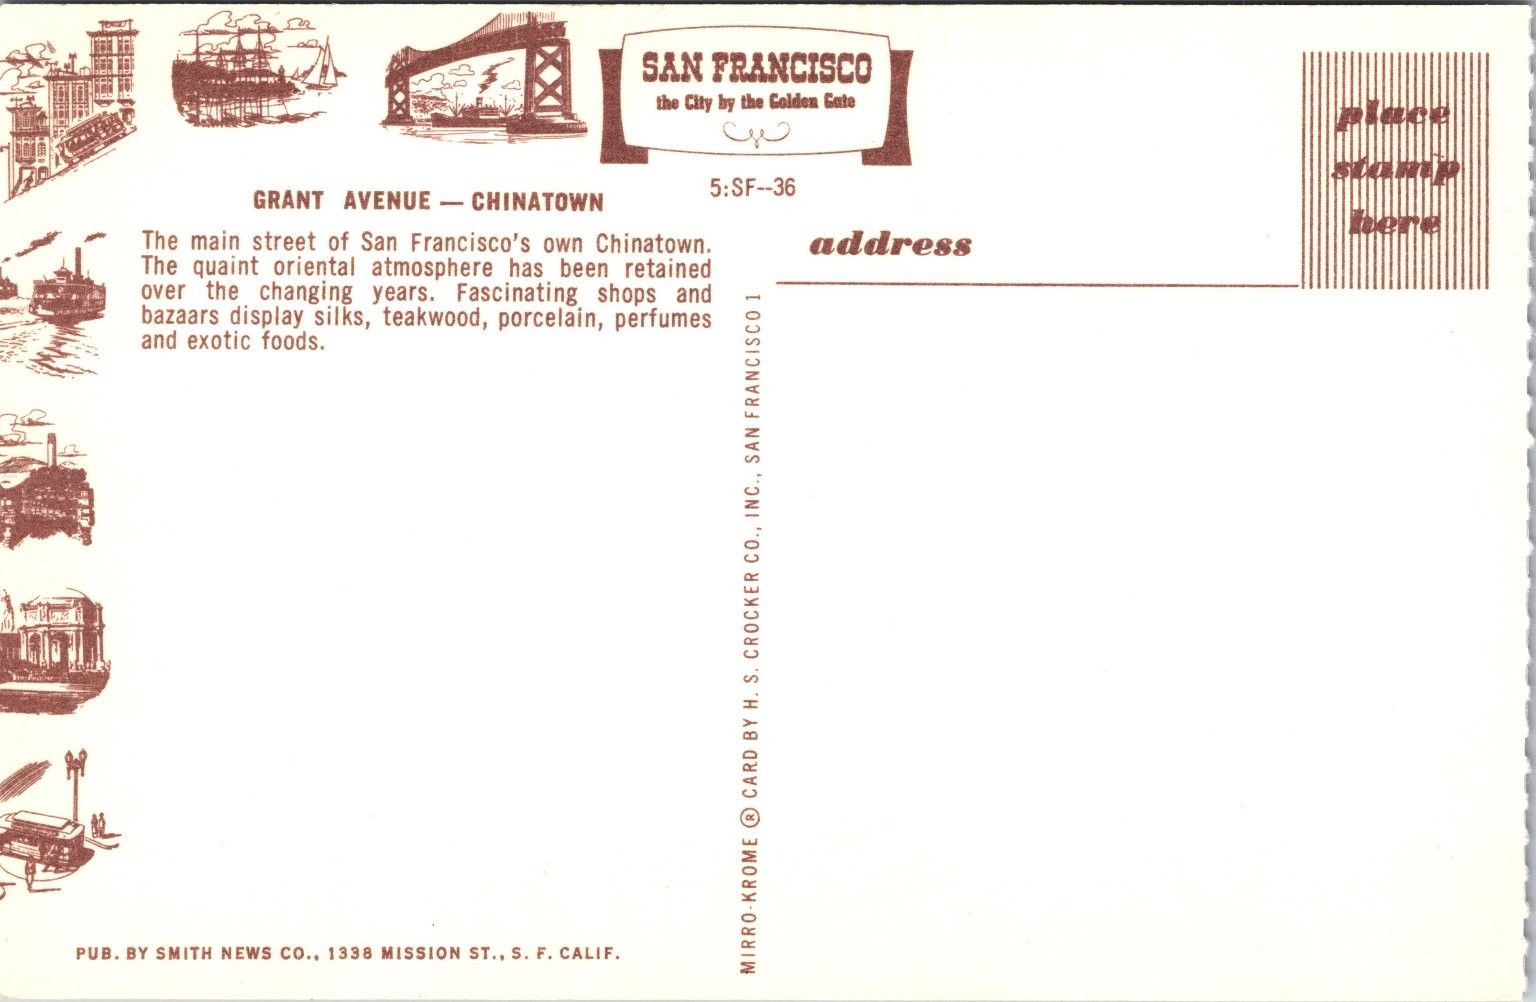 SAN FRANCISCO
the City by the Golden Gate
5:SF--36
GRANT AVENUE — CHINATOWN
The main street of San Francisco's own Chinatown.
The quaint oriental atmosphere has been retained
over the changing years. Fascinating shops and
bazaars display silks, teakwood, porcelain, perfumes
and exotic foods.
PUB. BY SMITH NEWS CO., 1338 MISSION ST., S. F. CALIF.
MIRRO-KROME ® CARD BY H. S. CROCKER CO., INC., SAN FRANCISCO 1
place
stamp
here
address